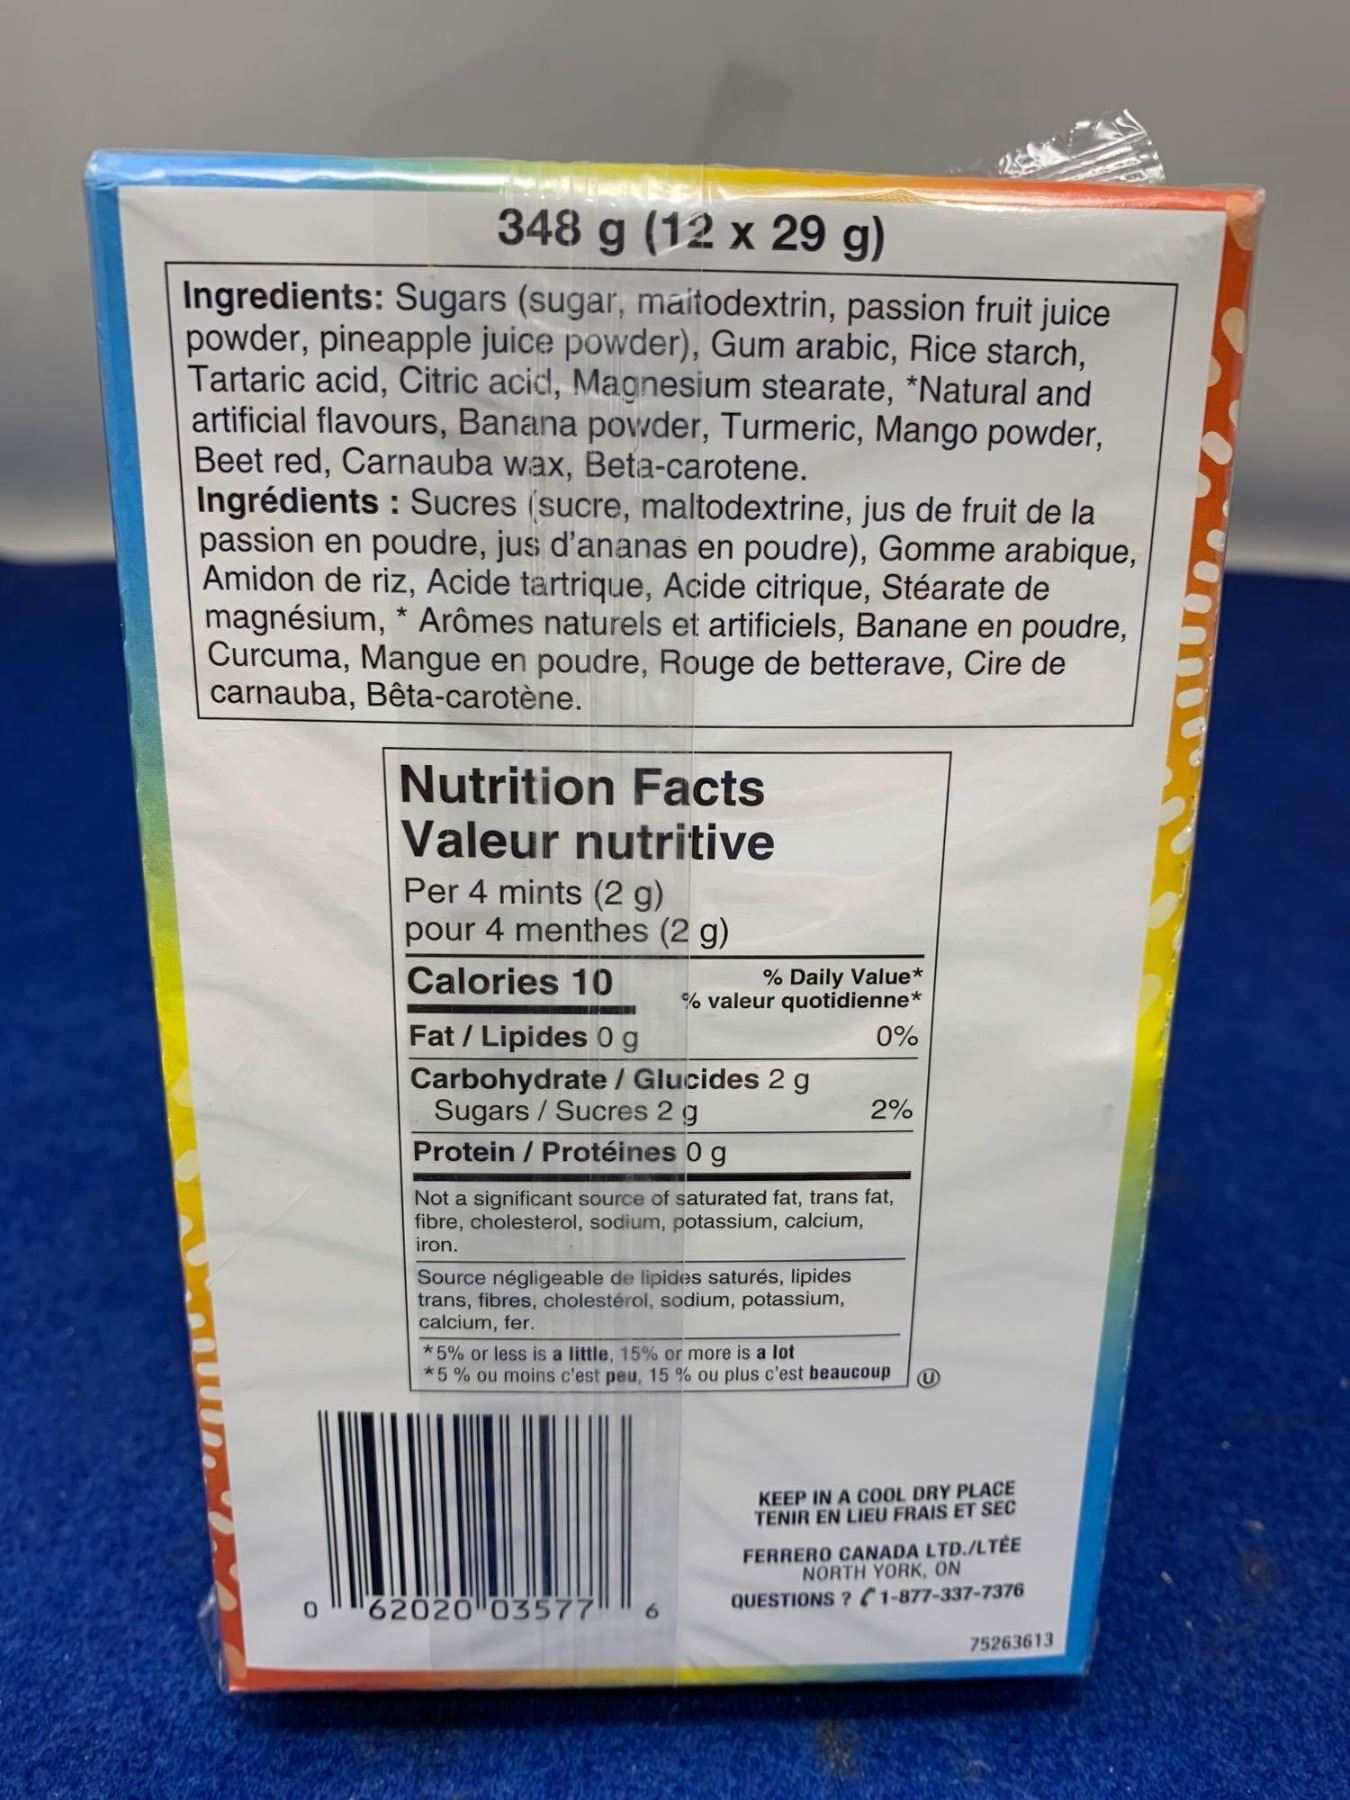 348 g (12 x 29 g)
Ingredients: Sugars (sugar, maltodextrin, passion fruit juice
powder, pineapple juice powder), Gum arabic, Rice starch,
Tartaric acid, Citric acid, Magnesium stearate, *Natural and
artificial flavours, Banana powder, Turmeric, Mango powder,
Beet red, Carnauba wax, Beta-carotene.
Ingrédients : Sucres (sucre, maltodextrine, jus de fruit de la
passion en poudre, jus d'ananas en poudre), Gomme arabique,
Amidon de riz, Acide tartrique, Acide citrique, Stéarate de
magnésium, * Arômes naturels et artificiels, Banane en poudre,
Curcuma, Mangue en poudre, Rouge de betterave, Cire de
carnauba, Bêta-carotène.
Nutrition Facts
Valeur nutritive
Per 4 mints (2 g)
pour 4 menthes (2 g)
Calories 10
% Daily Value*
% valeur quotidienne*
Fat / Lipides 0 g 0%
Carbohydrate / Glucides 2 g
Sugars / Sucres 2 g 2%
Protein / Protéines 0 g
Not a significant source of saturated fat, trans fat,
fibre, cholesterol, sodium, potassium, calcium,
iron.
Source négligeable de lipides saturés, lipides
trans, fibres, cholestérol, sodium, potassium,
calcium, fer.
*5% or less is a little, 15% or more is a lot
*5 % ou moins c'est peu, 15 % ou plus c'est beaucoup
U
0 62020 03577 6
KEEP IN A COOL DRY PLACE
TENIR EN LIEU FRAIS ET SEC
FERRERO CANADA LTD./LTÉE
NORTH YORK, ON
QUESTIONS ? 1-877-337-7376
75263613